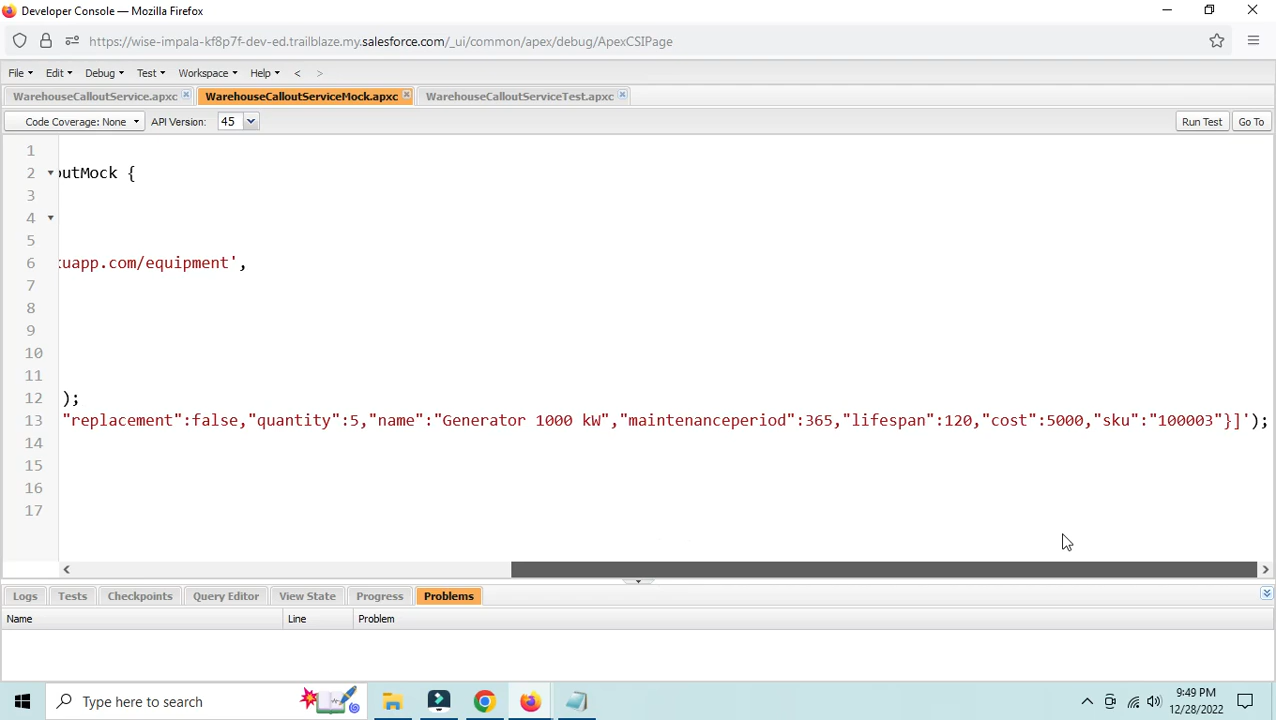 Developer Console — Mozilla Firefox
https://wise-impala-kf8p7f-dev-ed.trailblaze.my.salesforce.com/_ui/common/apex/debug/ApexCSIPage
File Edit Debug Test Workspace Help < >
WarehouseCalloutService.apxc WarehouseCalloutServiceMock.apxc WarehouseCalloutServiceTest.apxc
Code Coverage: None API Version: 45 Run Test Go To
1
2 outMock {
3
4
5
6 uapp.com/equipment',
7
8
9
10
11
12 );
13 "replacement":false,"quantity":5,"name":"Generator 1000 kW","maintenanceperiod":365,"lifespan":120,"cost":5000,"sku":"100003"}]');
14
15
16
17
Logs Tests Checkpoints Query Editor View State Progress Problems
Name Line Problem
Type here to search
9:49 PM
12/28/2022